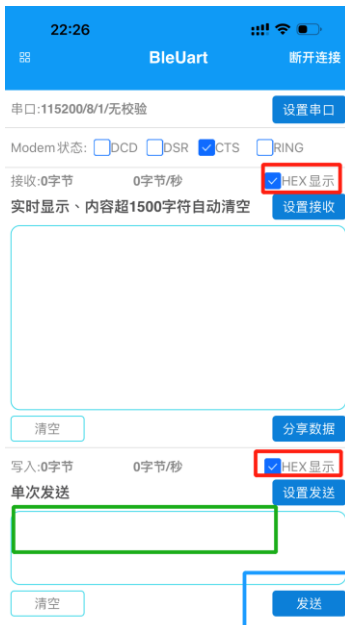 22:26
BleUart 断开连接
串口:115200/8/1/无校验 设置串口
Modem状态: DCD DSR CTS RING
接收:0字节 0字节/秒 HEX显示
实时显示、内容超1500字符自动清空 设置接收
清空 分享数据
写入:0字节 0字节/秒 HEX显示
单次发送 设置发送
清空 发送